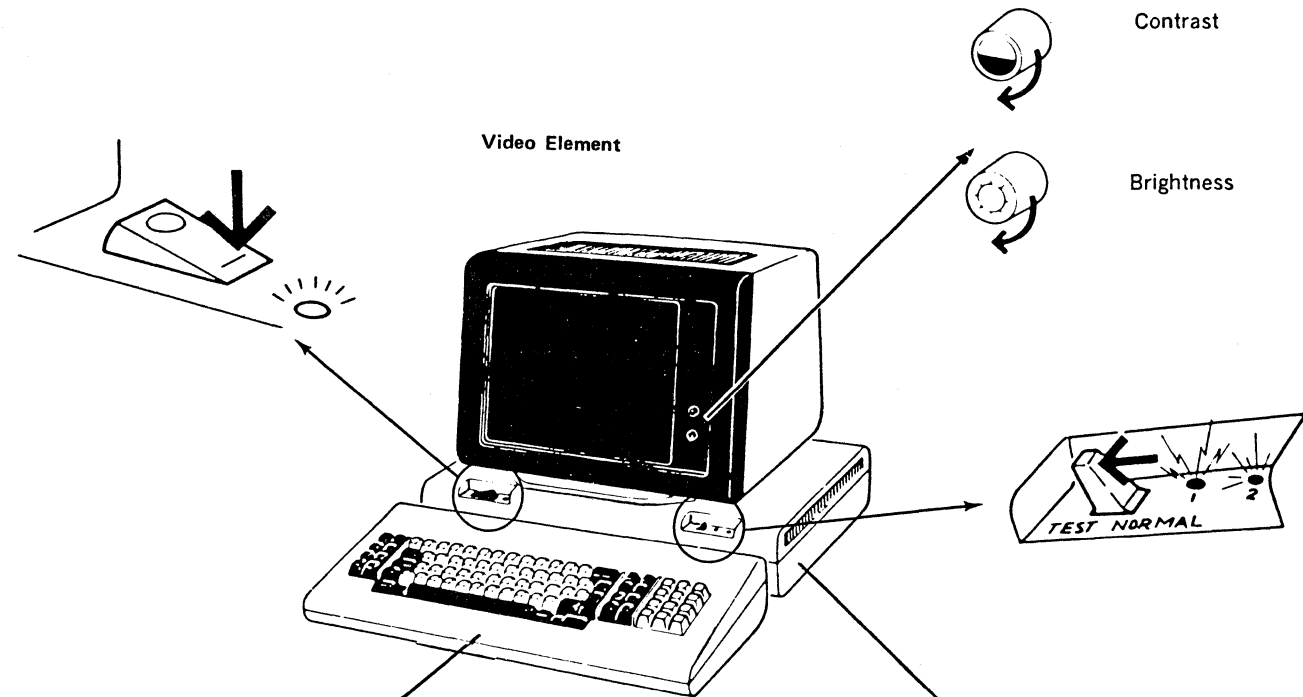 Contrast
Video Element
Brightness
1
2
TEST NORMAL